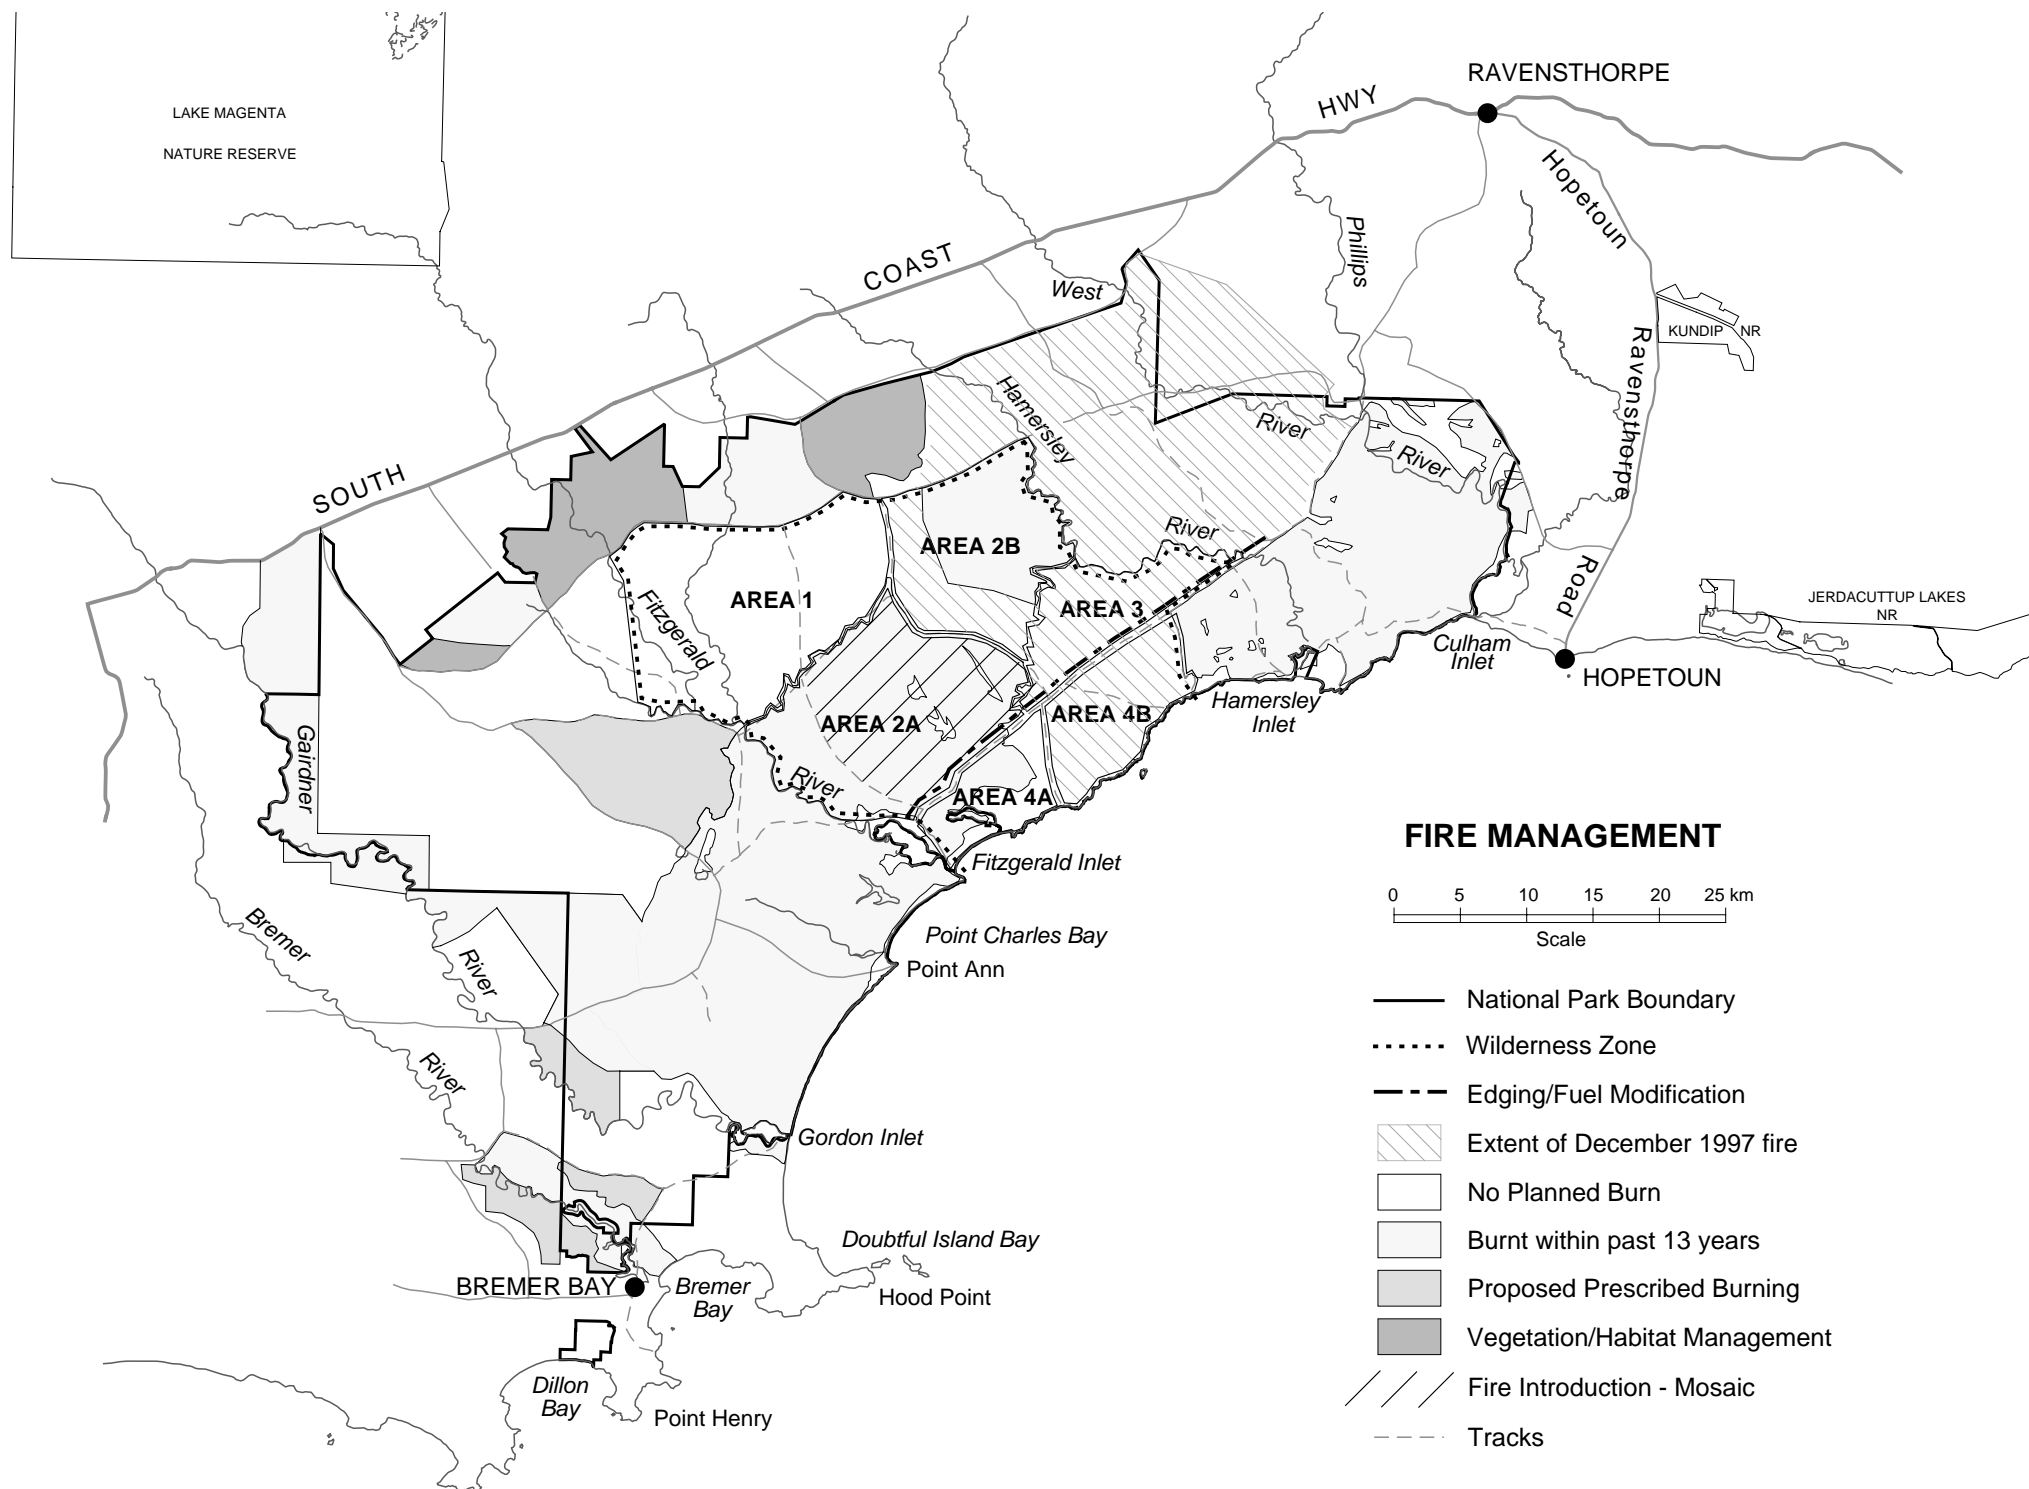 RAVENSTHORPE
HWY
LAKE MAGENTA
NATURE RESERVE
Hopetoun
Phillips
COAST
West
KUNDIP NR
Ravensthorpe
Hamersley
River
River
SOUTH
River
AREA 2B
Road
AREA 1
AREA 3
Fitzgerald
JERDACUTTUP LAKES
NR
Culham
Inlet
HOPETOUN
Hamersley
Inlet
AREA 2A
AREA 4B
Gairdner
River
AREA 4A
FIRE MANAGEMENT
Fitzgerald Inlet
0 5 10 15 20 25 km
Scale
Bremer
Point Charles Bay
River
Point Ann
National Park Boundary
Wilderness Zone
River
Edging/Fuel Modification
Gordon Inlet
Extent of December 1997 fire
No Planned Burn
Doubtful Island Bay
Burnt within past 13 years
BREMER BAY
Bremer
Bay
Hood Point
Proposed Prescribed Burning
Vegetation/Habitat Management
Dillon
Bay
Point Henry
Fire Introduction - Mosaic
Tracks